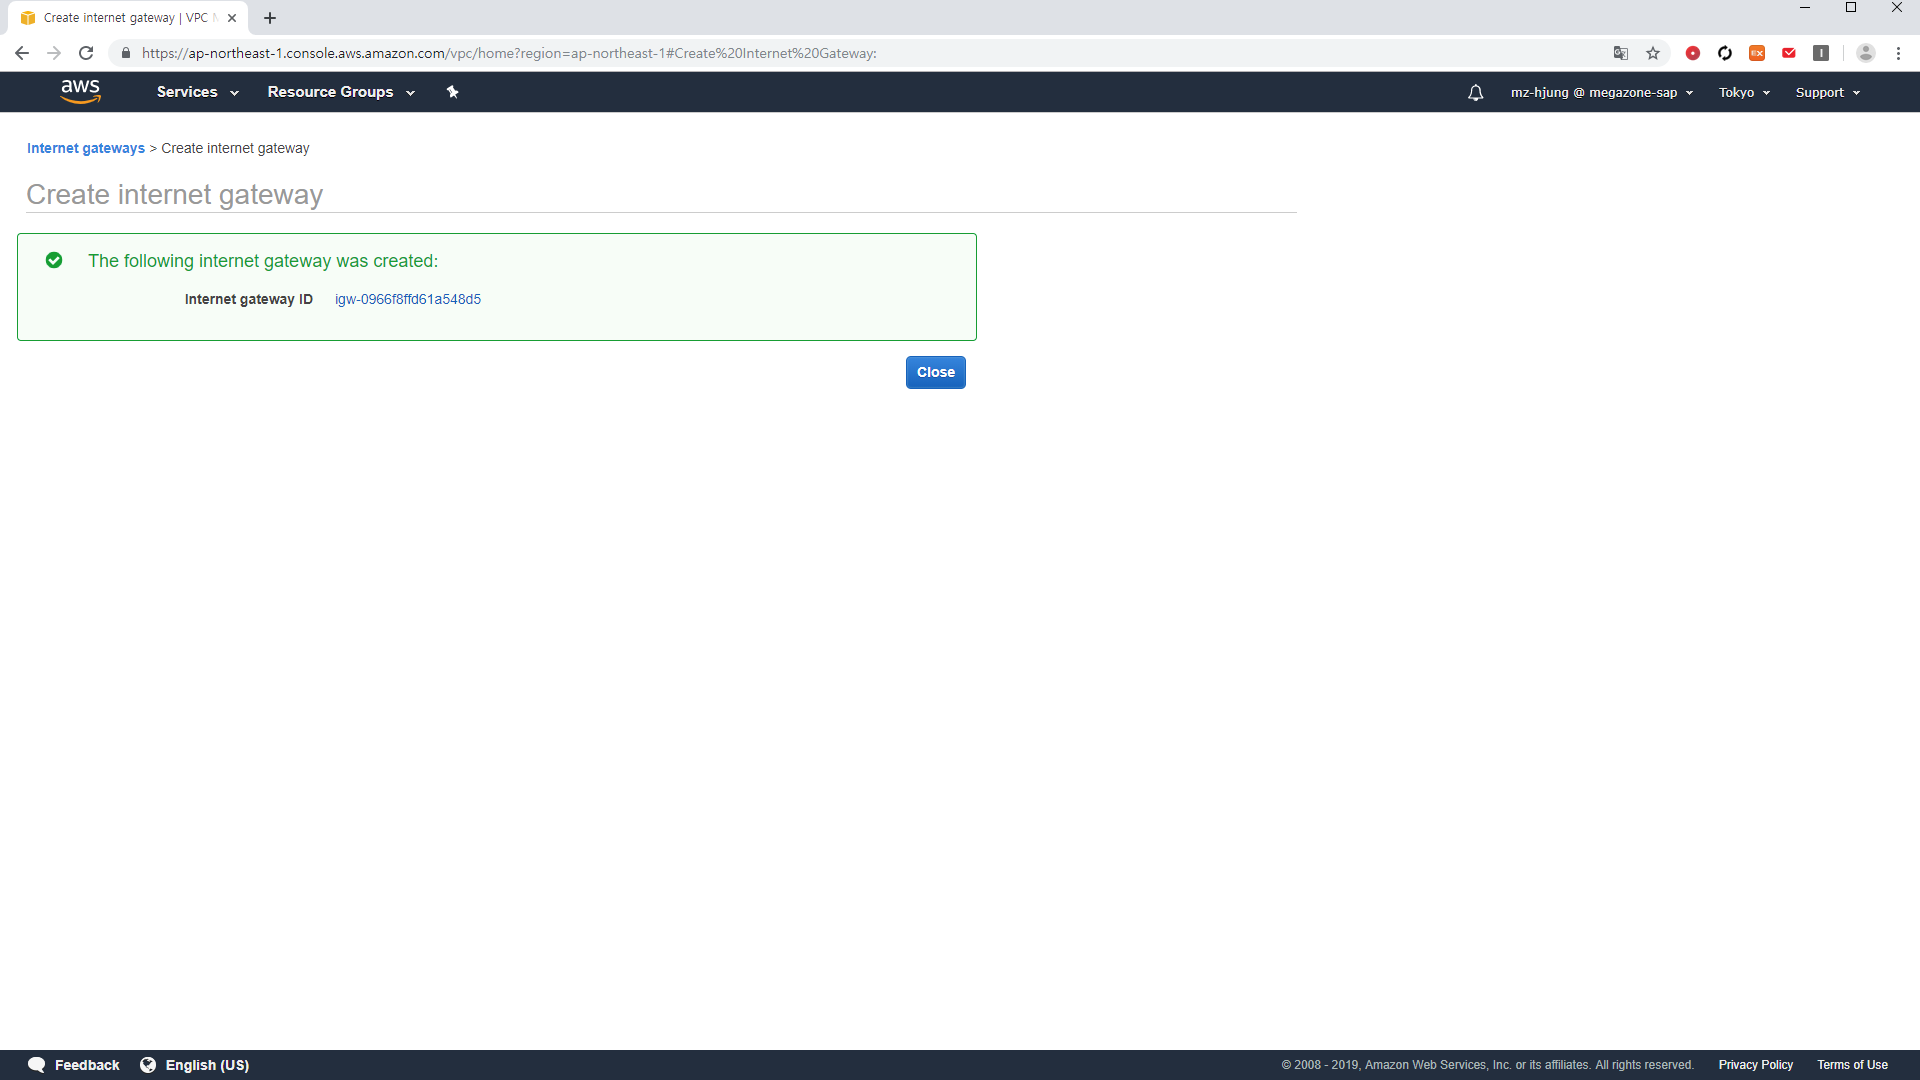 Create internet gateway | VPC
https://ap-northeast-1.console.aws.amazon.com/vpc/home?region=ap-northeast-1#Create%20Internet%20Gateway:
aws Services Resource Groups mz-hjung @ megazone-sap Tokyo Support
Internet gateways > Create internet gateway
Create internet gateway
The following internet gateway was created:
Internet gateway ID igw-0966f8ffd61a548d5
Close
Feedback English (US) © 2008 - 2019, Amazon Web Services, Inc. or its affiliates. All rights reserved. Privacy Policy Terms of Use